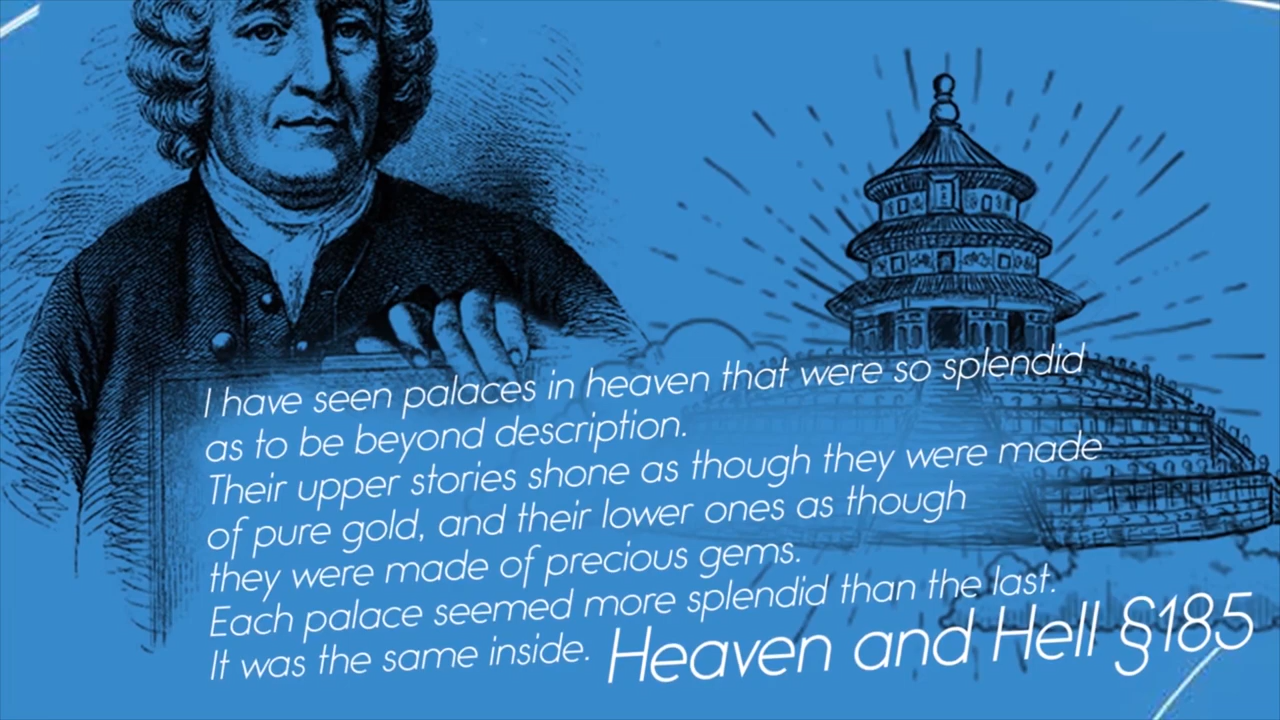 I have seen palaces in heaven that were so splendid
as to be beyond description.
Their upper stories shone as though they were made
of pure gold, and their lower ones as though
they were made of precious gems.
Each palace seemed more splendid than the last.
It was the same inside.
Heaven and Hell §185